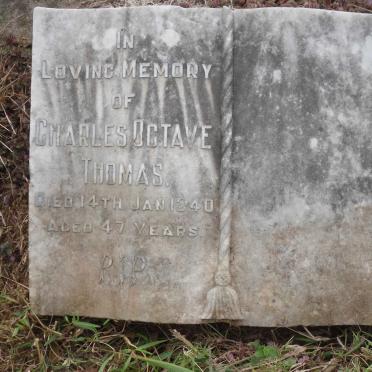 IN
LOVING MEMORY
OF
CHARLES OCTAVE
THOMAS.
DIED 14TH JAN 1940
AGED 47 YEARS.
R.I.P.